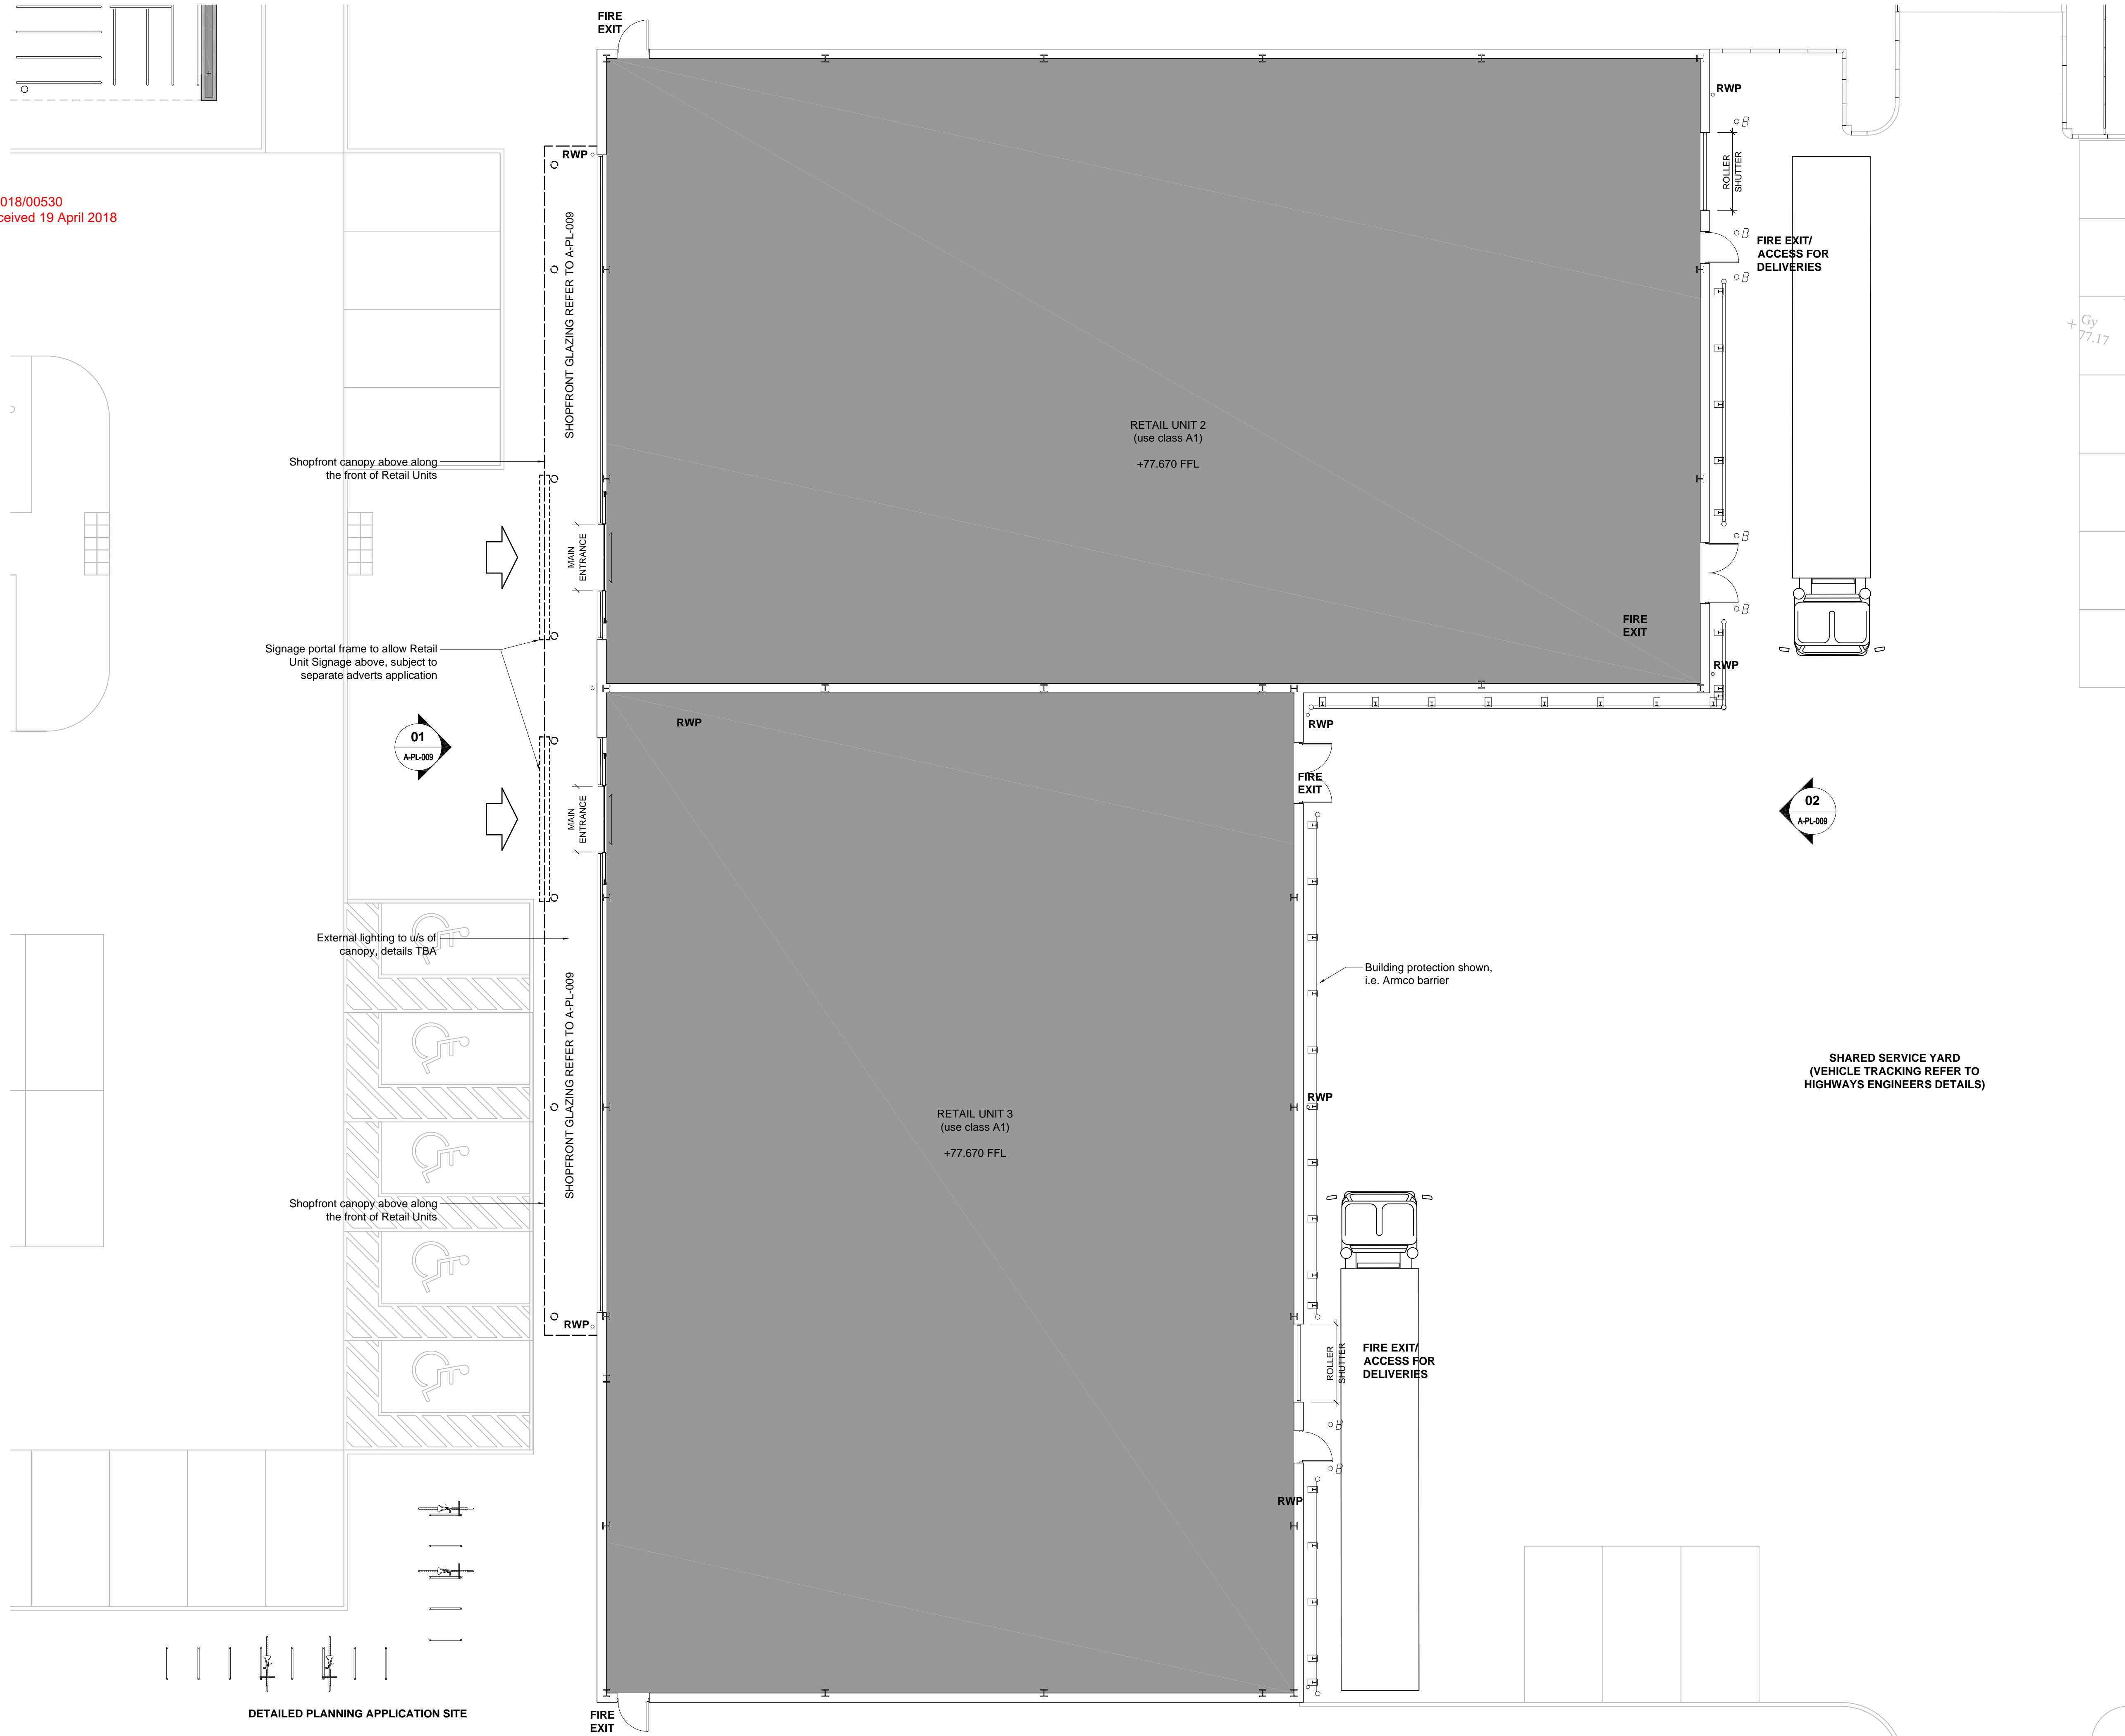 FIRE
EXIT
RWP
B
RWP
ROLLER
SHUTTER
018/00530
ceived 19 April 2018
SHOPFRONT GLAZING REFER TO A-PL-009
B
FIRE EXIT/
ACCESS FOR
DELIVERIES
B
Gy
77.17
RETAIL UNIT 2
(use class A1)
+77.670 FFL
Shopfront canopy above along
the front of Retail Units
MAIN
ENTRANCE
B
B
FIRE
EXIT
Signage portal frame to allow Retail
Unit Signage above, subject to
separate adverts application
RWP
RWP
RWP
01
A-PL-009
FIRE
EXIT
MAIN
ENTRANCE
02
A-PL-009
External lighting to u/s of
canopy, details TBA
Building protection shown,
i.e. Armco barrier
SHOPFRONT GLAZING REFER TO A-PL-009
SHARED SERVICE YARD
(VEHICLE TRACKING REFER TO
HIGHWAYS ENGINEERS DETAILS)
RWP
RETAIL UNIT 3
(use class A1)
+77.670 FFL
Shopfront canopy above along
the front of Retail Units
RWP
ROLLER
SHUTTER
FIRE EXIT/
ACCESS FOR
DELIVERIES
B
B
RWP
DETAILED PLANNING APPLICATION SITE
FIRE
EXIT